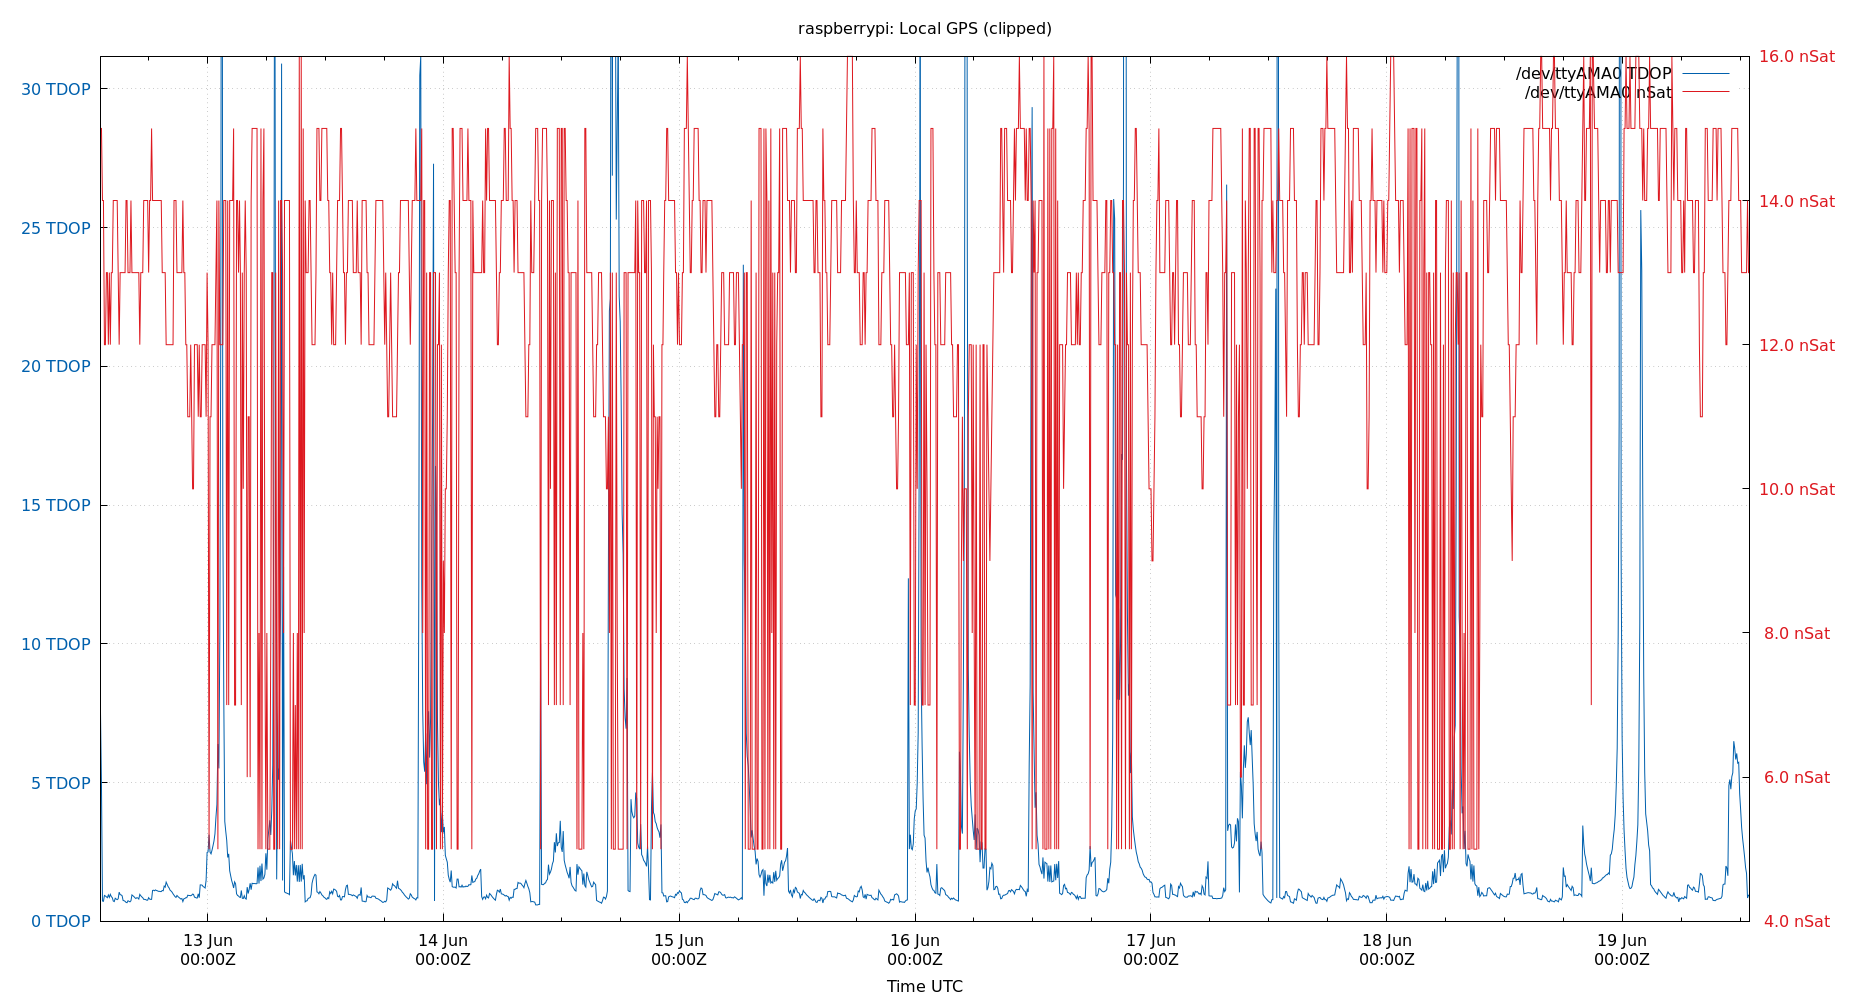 raspberrypi: Local GPS (clipped)
/dev/ttyAMA0 TDOP
/dev/ttyAMA0 nSat
30 TDOP
25 TDOP
20 TDOP
15 TDOP
10 TDOP
5 TDOP
0 TDOP
16.0 nSat
14.0 nSat
12.0 nSat
10.0 nSat
8.0 nSat
6.0 nSat
4.0 nSat
13 Jun
00:00Z
14 Jun
00:00Z
15 Jun
00:00Z
16 Jun
00:00Z
17 Jun
00:00Z
18 Jun
00:00Z
19 Jun
00:00Z
Time UTC